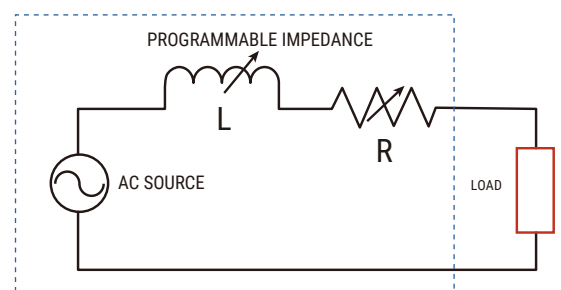 PROGRAMMABLE IMPEDANCE
L
R
AC SOURCE
LOAD